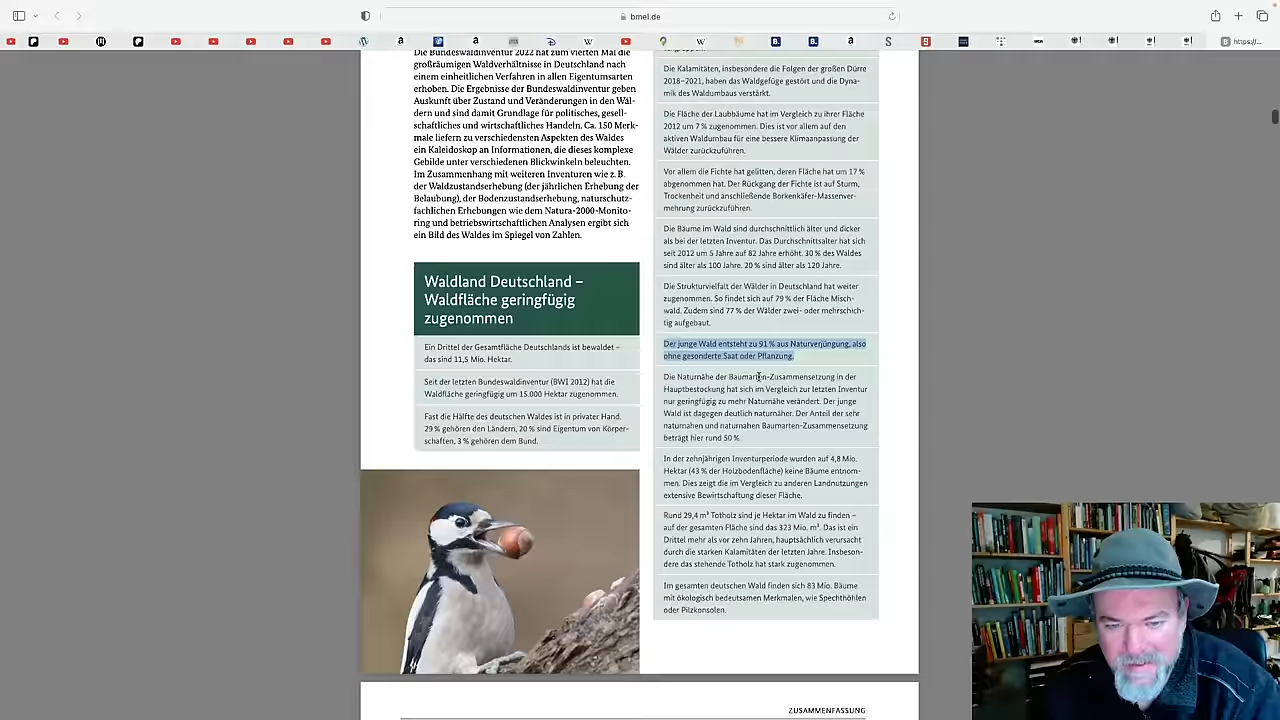 bmel.de
https://...
Die Bundeswaldinventur 2022 hat zum vierten Mal die
großräumigen Waldverhältnisse in Deutschland nach
einem einheitlichen Verfahren in allen Eigentumsarten
erhoben. Die Ergebnisse der Bundeswaldinventur geben
Auskunft über Zustand und Veränderungen in den Wäl-
dern und sind damit Grundlage für politisches, gesell-
schaftliches und wirtschaftliches Handeln. Ca. 150 Merk-
male liefern zu verschiedensten Aspekten des Waldes
ein Kaleidoskop an Informationen, die dieses komplexe
Gebilde unter verschiedenen Blickwinkeln beleuchten.
Im Zusammenhang mit weiteren Inventuren wie z. B.
der Waldzustandserhebung (der jährlichen Erhebung der
Belaubung), der Bodenzustandserhebung, naturschutz-
fachlichen Erhebungen wie dem Natura-2000-Monito-
ring und betriebswirtschaftlichen Analysen ergibt sich
ein Bild des Waldes im Spiegel von Zahlen.
Waldland Deutschland –
Waldfläche geringfügig
zugenommen
Ein Drittel der Gesamtfläche Deutschlands ist bewaldet –
das sind 11,5 Mio. Hektar.
Seit der letzten Bundeswaldinventur (BWI 2012) hat die
Waldfläche geringfügig um 15.000 Hektar zugenommen.
Fast die Hälfte des deutschen Waldes ist in privater Hand.
29 % gehören den Ländern, 20 % sind Eigentum von Körper-
schaften, 3 % gehören dem Bund.
Die Kalamitäten, insbesondere die Folgen der großen Dürre
2018–2021, haben das Waldgefüge gestört und die Dyna-
mik des Waldumbaus verstärkt.
Die Fläche der Laubbäume hat im Vergleich zu ihrer Fläche
2012 um 7 % zugenommen. Dies ist vor allem auf den
aktiven Waldumbau für eine bessere Klimaanpassung der
Wälder zurückzuführen.
Vor allem die Fichte hat gelitten, deren Fläche hat um 17 %
abgenommen hat. Der Rückgang der Fichte ist auf Sturm,
Trockenheit und anschließende Borkenkäfer-Massenver-
mehrung zurückzuführen.
Die Bäume im Wald sind durchschnittlich älter und dicker
als bei der letzten Inventur. Das Durchschnittsalter hat sich
seit 2012 um 5 Jahre auf 82 Jahre erhöht. 30 % des Waldes
sind älter als 100 Jahre. 20 % sind älter als 120 Jahre.
Die Strukturvielfalt der Wälder in Deutschland hat weiter
zugenommen. So findet sich auf 79 % der Fläche Misch-
wald. Zudem sind 77 % der Wälder zwei- oder mehrschich-
tig aufgebaut.
Der junge Wald entsteht zu 91 % aus Naturverjüngung, also
ohne gesonderte Saat oder Pflanzung.
Die Naturnähe der Baumarten-Zusammensetzung in der
Hauptbestockung hat sich im Vergleich zur letzten Inventur
nur geringfügig zu mehr Naturnähe verändert. Der junge
Wald ist dagegen deutlich naturnäher. Der Anteil der sehr
naturnahen und naturnahen Baumarten-Zusammensetzung
beträgt hier rund 50 %.
In der zehnjährigen Inventurperiode wurden auf 4,8 Mio.
Hektar (43 % der Holzbodenfläche) keine Bäume entnom-
men. Dies zeigt die im Vergleich zu anderen Landnutzungen
extensive Bewirtschaftung dieser Fläche.
Rund 29,4 m³ Totholz sind je Hektar im Wald zu finden –
auf der gesamten Fläche sind das 323 Mio. m³. Das ist ein
Drittel mehr als vor zehn Jahren, hauptsächlich verursacht
durch die starken Kalamitäten der letzten Jahre. Insbeson-
dere das stehende Totholz hat stark zugenommen.
Im gesamten deutschen Wald finden sich 83 Mio. Bäume
mit ökologisch bedeutsamen Merkmalen, wie Spechthöhlen
oder Pilzkonsolen.
ZUSAMMENFASSUNG